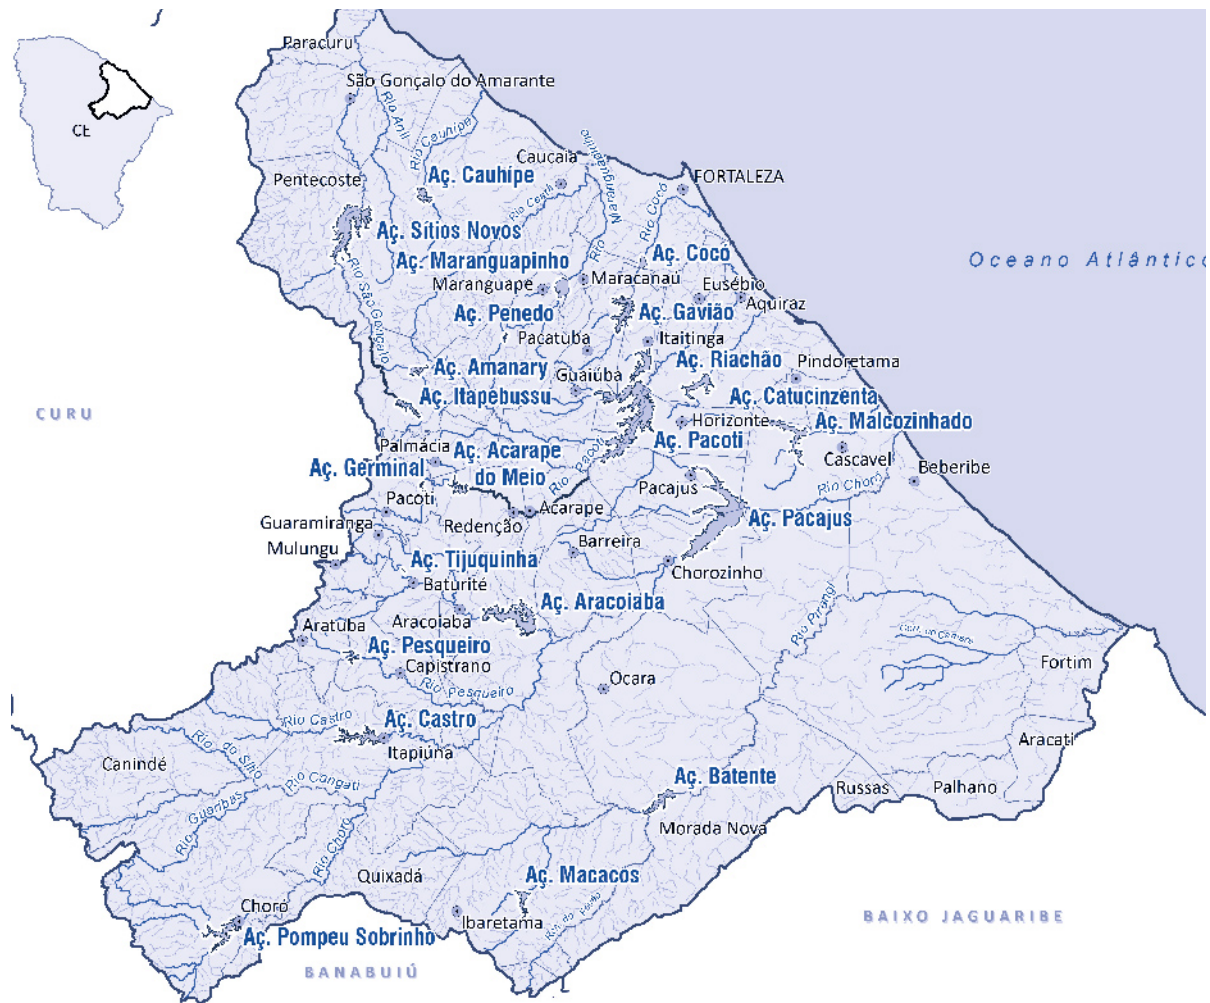 Paracuru
São Gonçalo do Amarante
CE
Rio Anil
Rio Cauhipe
Caucaia
Rio Maranguapinho
Pentecoste
Aç. Cauhipe
FORTALEZA
Rio Ceará
Rio Cocó
Aç. Sítios Novos
Aç. Maranguapinho
Aç. Cocó
Oceano Atlântico
Rio São Gonçalo
Maranguape
Maracanaú
Eusébio
Aquiraz
Aç. Penedo
Aç. Gavião
Pacatuba
Itaitinga
Aç. Amanary
Aç. Riachão
Pindoretama
Guaiúba
Aç. Itapebussu
Aç. Catucinzenta
CURU
Horizonte
Aç. Malcozinhado
Palmácia
Aç. Acarape
do Meio
Rio Pacoti
Aç. Pacoti
Cascavel
Aç. Germinal
Beberibe
Pacajus
Rio Choró
Pacoti
Acarape
Guaramiranga
Redenção
Aç. Pacajus
Mulungu
Barreira
Aç. Tijuquinha
Chorozinho
Baturité
Aç. Aracoiaba
Rio Pirangi
Aracoiaba
Aratuba
Aç. Pesqueiro
Capistrano
Fortim
Rio Pesqueiro
Ocara
Rio Castro
Aç. Castro
Rio do Sítio
Itapiúna
Aracati
Canindé
Rio Cangati
Aç. Batente
Russas
Palhano
Rio Guaribas
Rio Choró
Morada Nova
Quixadá
Aç. Macacos
Choró
Ibaretama
BAIXO JAGUARIBE
Aç. Pompeu Sobrinho
BANABUIÚ